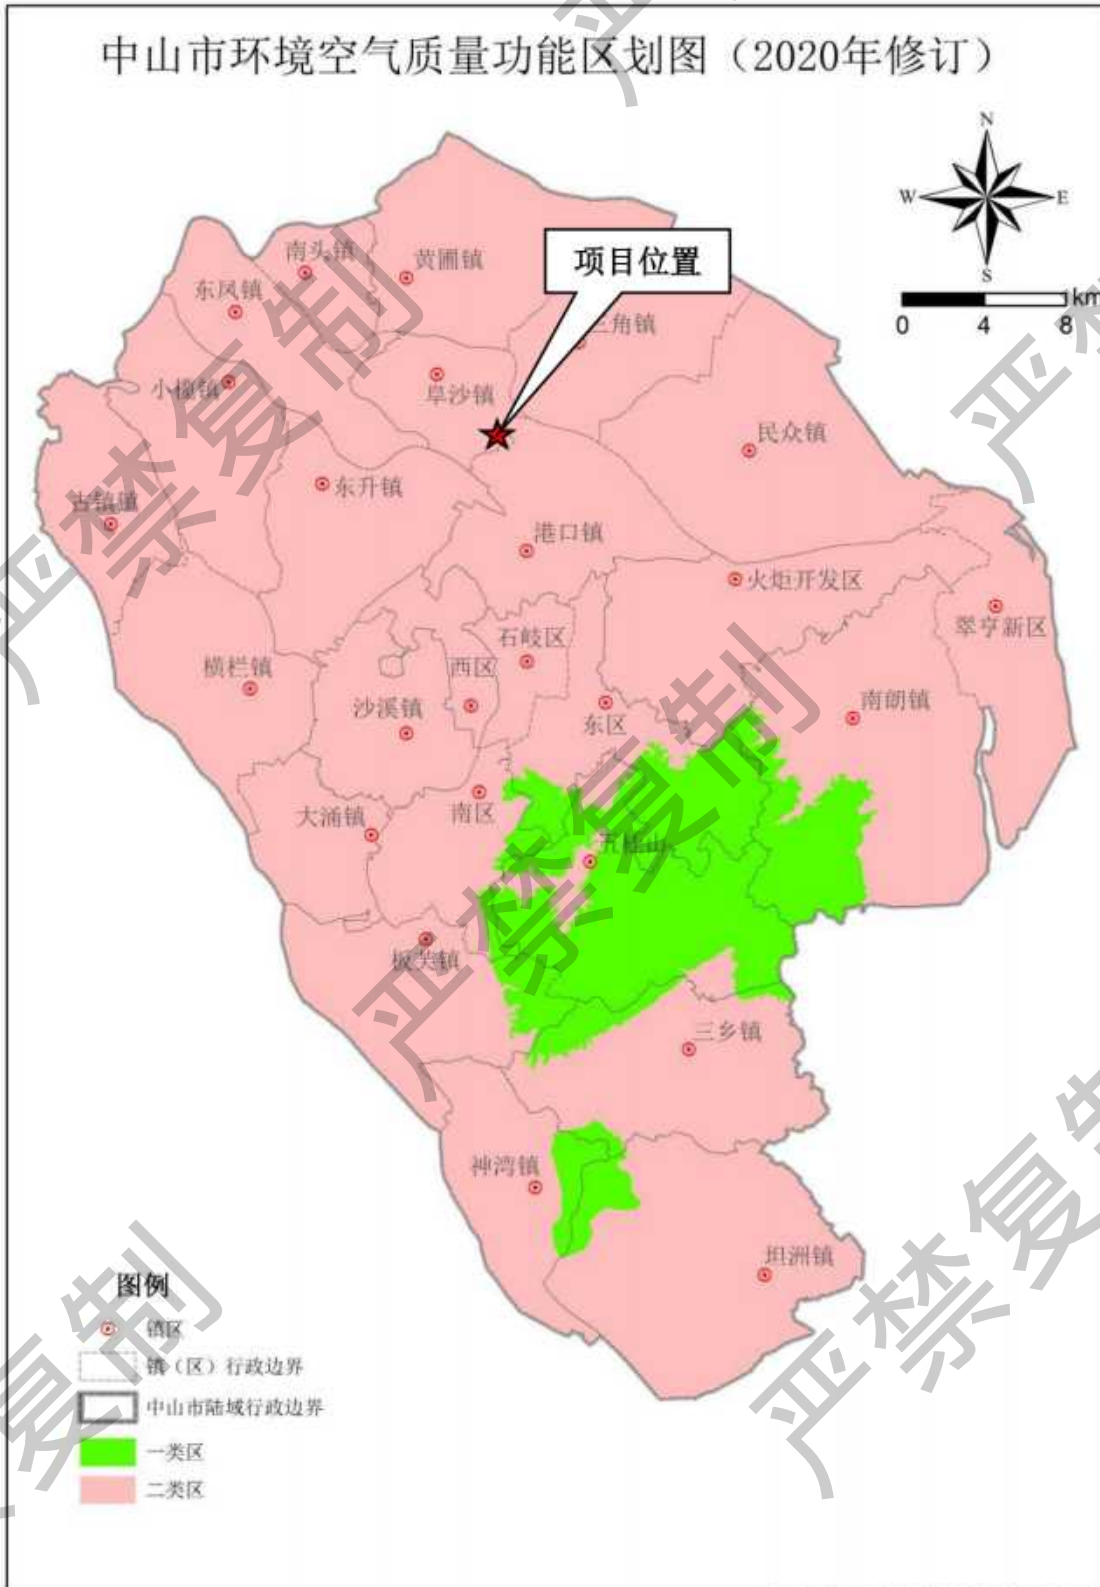 中山市环境空气质量功能区划图（2020年修订）
N
W
E
S
km
0 4 8
项目位置
南头镇
黄圃镇
东凤镇
三角镇
小榄镇
阜沙镇
民众镇
东升镇
古镇镇
港口镇
火炬开发区
翠亨新区
石岐区
西区
横栏镇
沙溪镇
东区
南朗镇
南区
大涌镇
五桂山
板芙镇
三乡镇
神湾镇
坦洲镇
图例
镇区
镇（区）行政边界
中山市陆域行政边界
一类区
二类区
严禁复制
严禁复制
严禁复制
严禁
严禁复制
复制